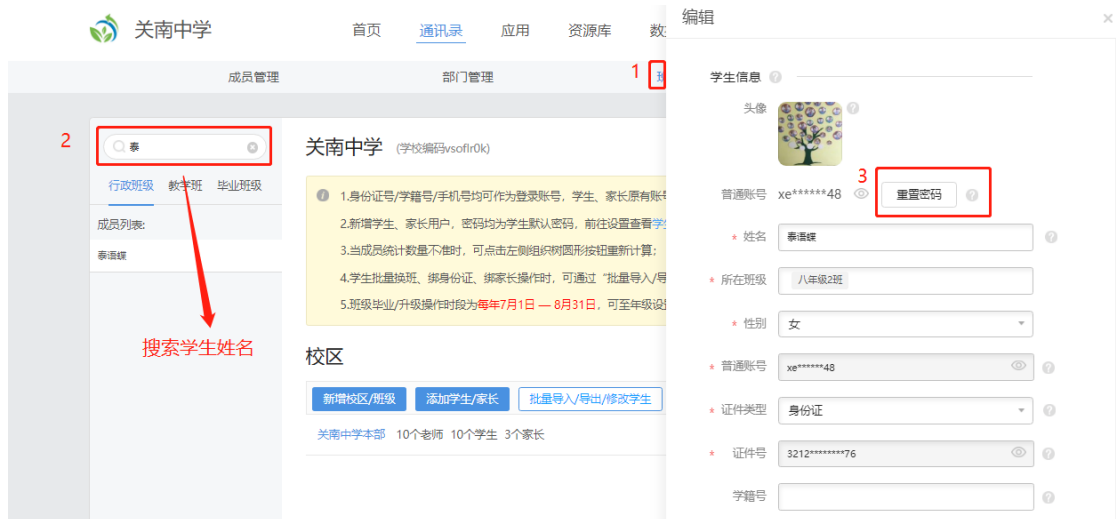 关南中学
首页 通讯录 应用 资源库
成员管理 部门管理
1
2
泰
行政班级 教学班 毕业班级
成员列表:
泰语蝶
搜索学生姓名
关南中学 (学校编码vsoflr0k)
1.身份证号/学籍号/手机号均可作为登录账号，学生、家长原有账
2.新增学生、家长用户，密码均为学生默认密码，前往设置查看学
3.当成员统计数量不准时，可点击左侧组织树圆形按钮重新计算；
4.学生批量换班、绑身份证、绑家长操作时，可通过“批量导入/导
5.班级毕业/升级操作时段为每年7月1日 — 8月31日，可至年级设
校区
新增校区/班级 添加学生/家长 批量导入/导出/修改学生
关南中学本部 10个老师 10个学生 3个家长
编辑
学生信息
头像
3
普通账号 xe******48 重置密码
* 姓名 泰语蝶
* 所在班级 八年级2班
* 性别 女
* 普通账号 xe******48
* 证件类型 身份证
* 证件号 3212********76
学籍号